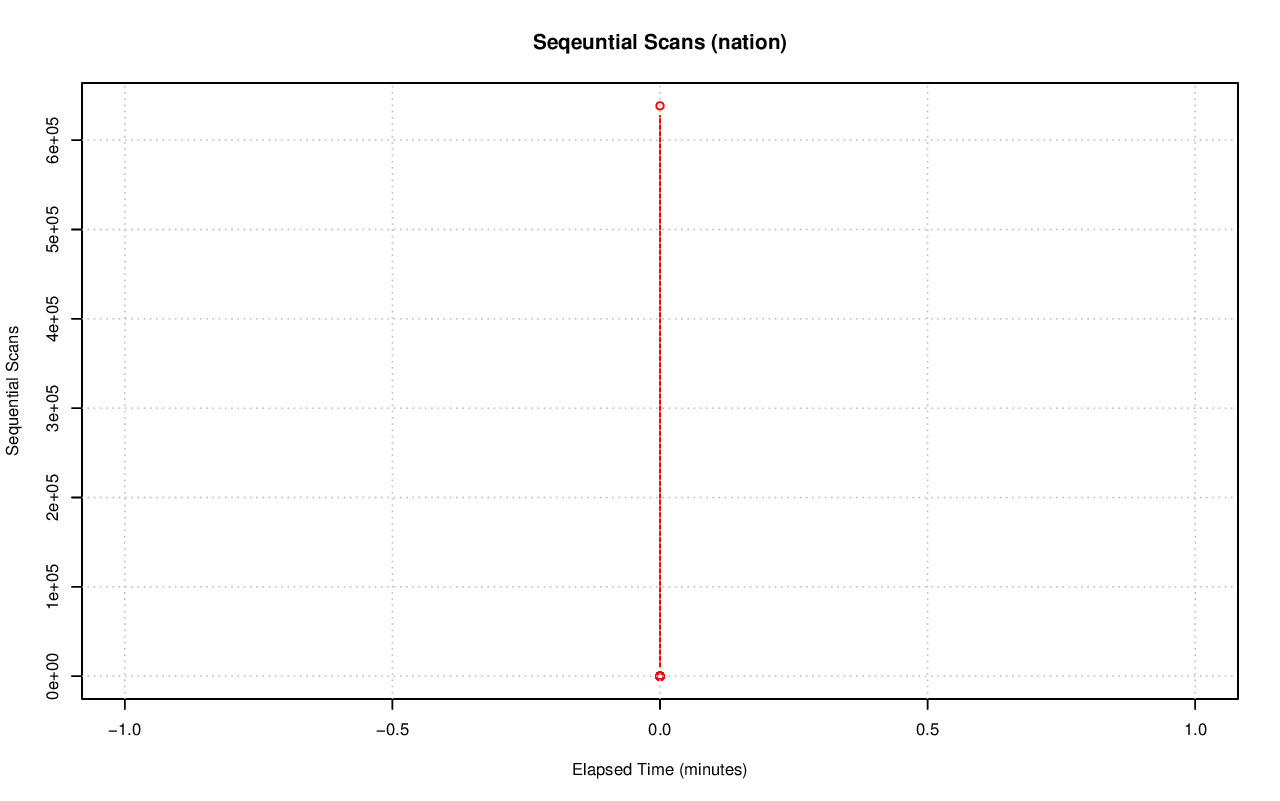 Seqeuntial Scans (nation)
6e+05
5e+05
4e+05
3e+05
2e+05
1e+05
0e+00
Sequential Scans
−1.0
−0.5
0.0
0.5
1.0
Elapsed Time (minutes)